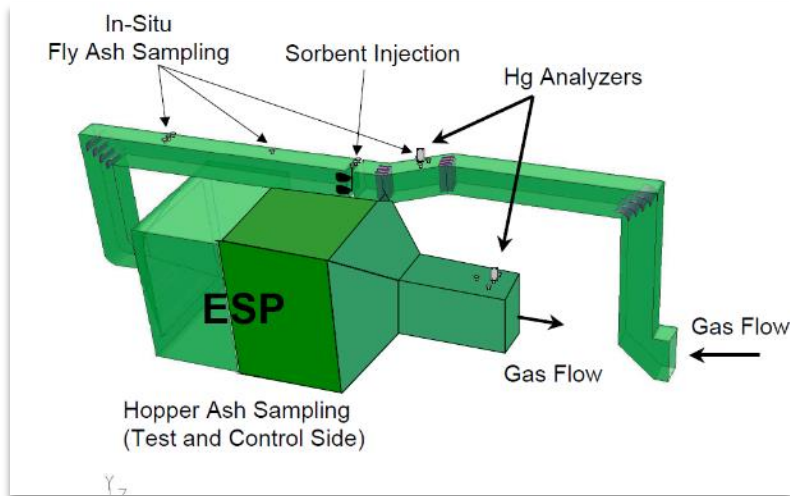 In-Situ
Fly Ash Sampling
Sorbent Injection
Hg Analyzers
ESP
Gas Flow
Gas Flow
Hopper Ash Sampling
(Test and Control Side)
Y
Z